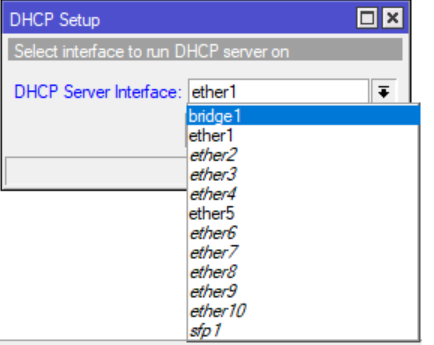 DHCP Setup
Select interface to run DHCP server on
DHCP Server Interface: ether1
bridge1
ether1
ether2
ether3
ether4
ether5
ether6
ether7
ether8
ether9
ether10
sfp1